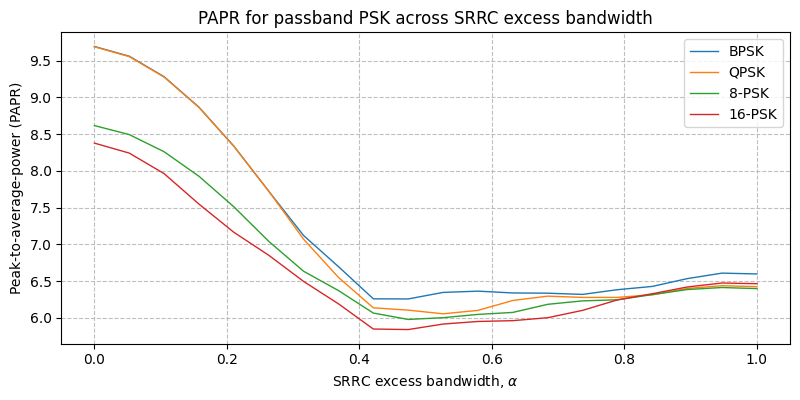 PAPR for passband PSK across SRRC excess bandwidth
Peak-to-average-power (PAPR)
9.5
9.0
8.5
8.0
7.5
7.0
6.5
6.0
BPSK
QPSK
8-PSK
16-PSK
0.0 0.2 0.4 0.6 0.8 1.0
SRRC excess bandwidth, α